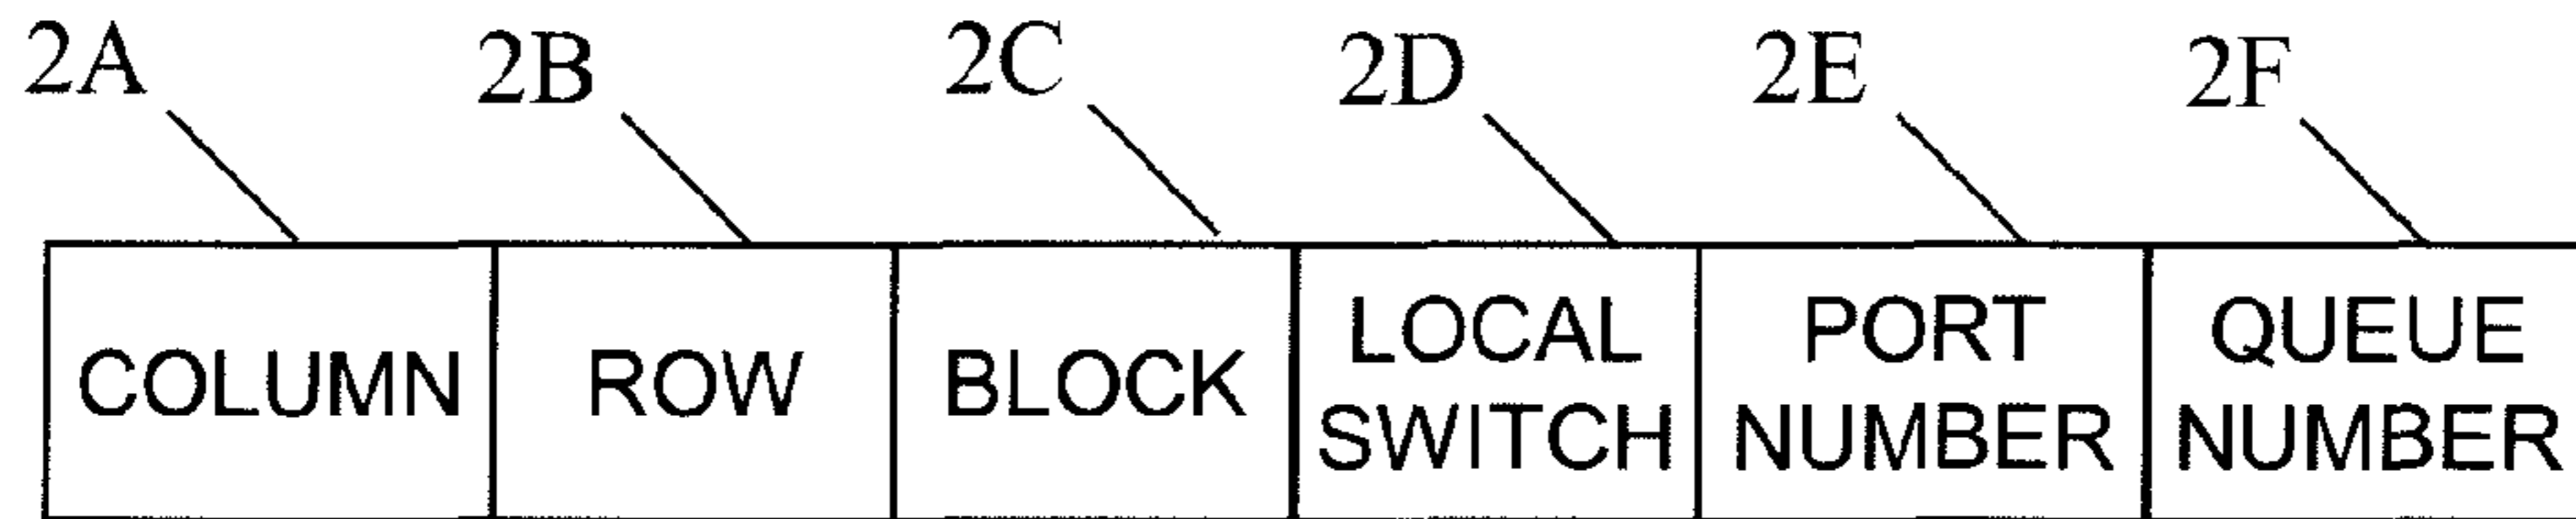 2A 2B 2C 2D 2E 2F
COLUMN ROW BLOCK LOCAL SWITCH PORT NUMBER QUEUE NUMBER